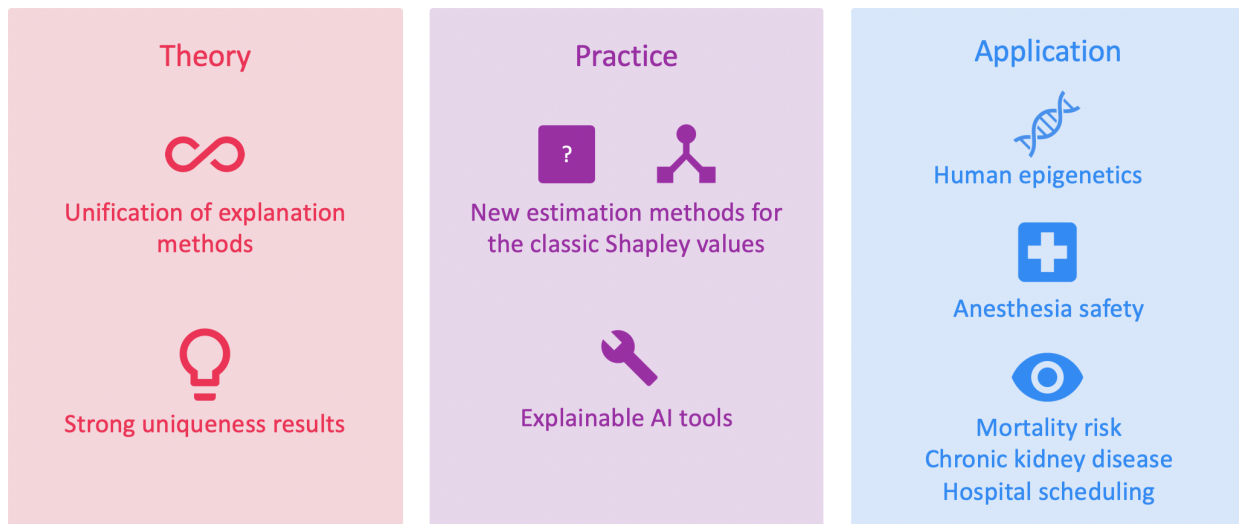 Theory
Unification of explanation
methods
Strong uniqueness results
Practice
?
New estimation methods for
the classic Shapley values
Explainable AI tools
Application
Human epigenetics
Anesthesia safety
Mortality risk
Chronic kidney disease
Hospital scheduling